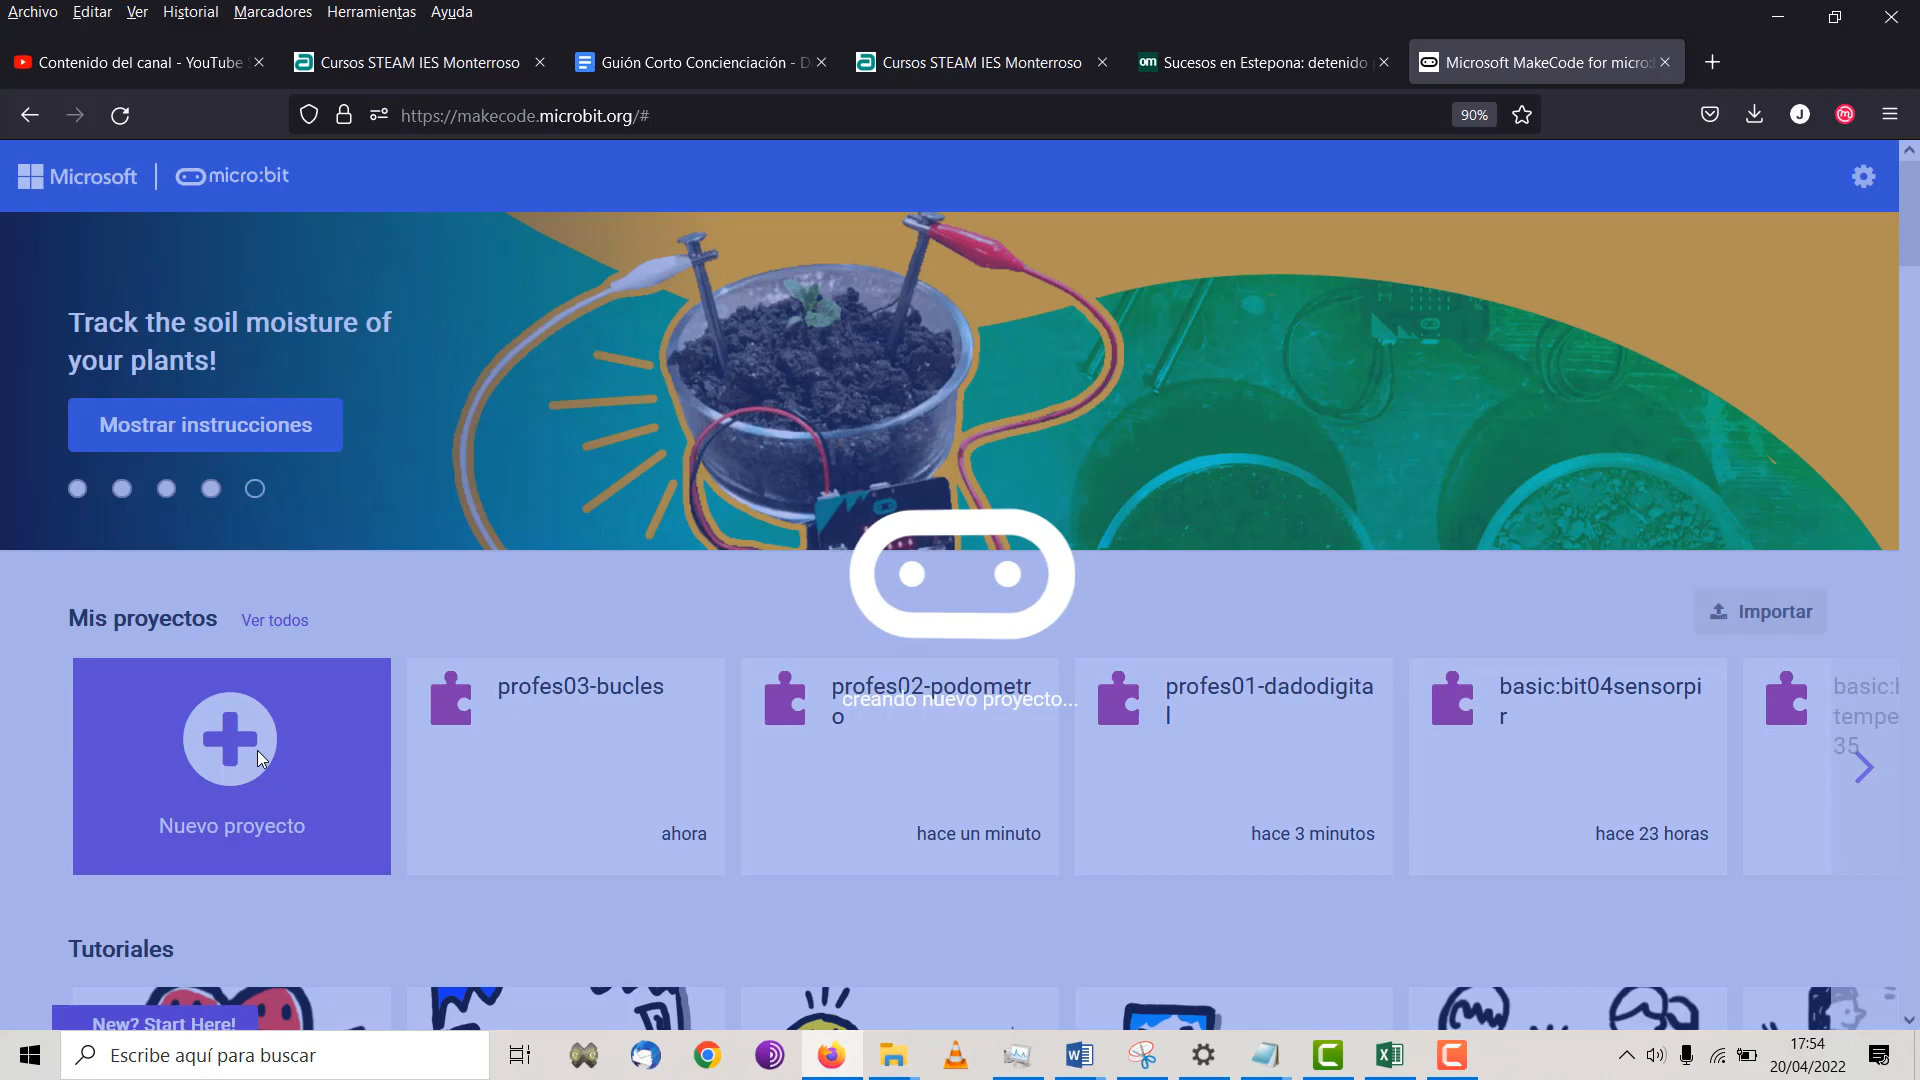 Archivo Editar Ver Historial Marcadores Herramientas Ayuda
Contenido del canal - YouTube
Cursos STEAM IES Monterroso
Guión Corto Concienciación - D
Cursos STEAM IES Monterroso
om Sucesos en Estepona: detenido
Microsoft MakeCode for micro:
https://makecode.microbit.org/#
90%
J
m
Microsoft | micro:bit
Track the soil moisture of
your plants!
Mostrar instrucciones
Mis proyectos Ver todos
Importar
creando nuevo proyecto...
Nuevo proyecto
profes03-bucles
ahora
profes02-podometr
o
hace un minuto
profes01-dadodigita
l
hace 3 minutos
basic:bit04sensorpi
r
hace 23 horas
basic:
tempe
35
Tutoriales
New? Start Here!
Escribe aquí para buscar
17:54
20/04/2022